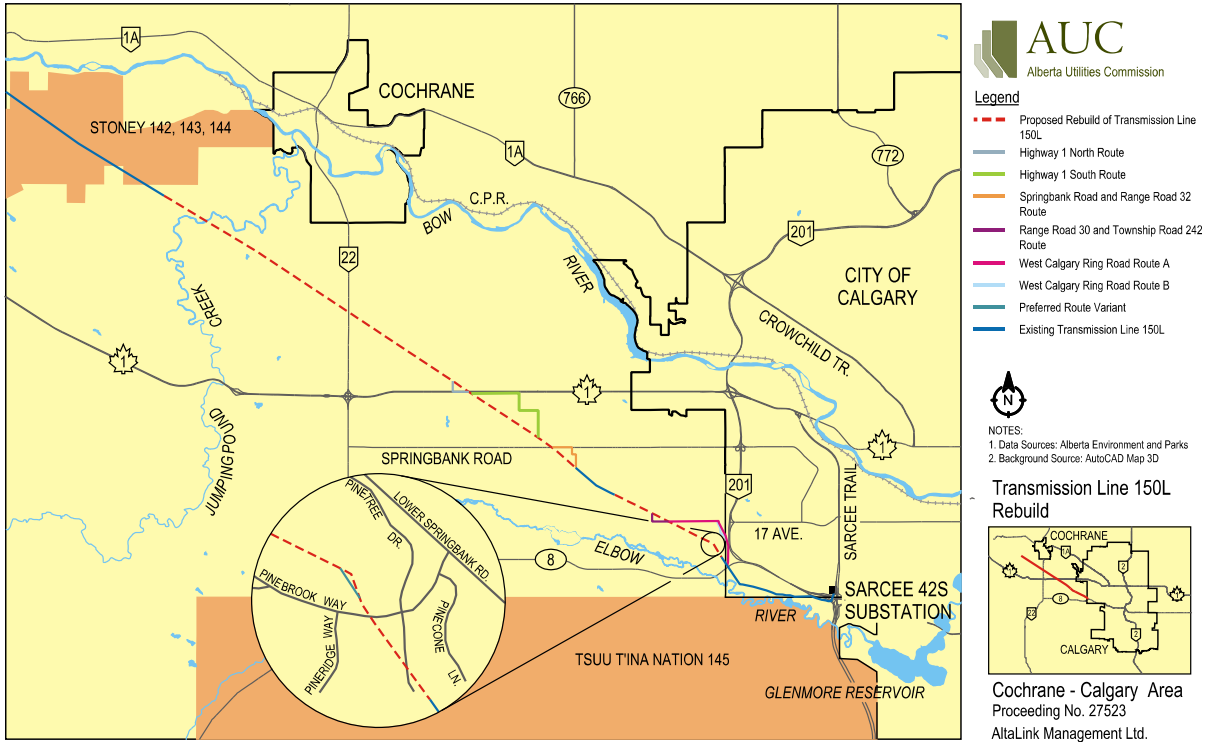 1A
COCHRANE
766
STONEY 142, 143, 144
1A
772
C.P.R.
BOW
201
22
RIVER
CITY OF
CALGARY
CREEK
CROWCHILD TR.
1
1
JUMPING POUND
SPRINGBANK ROAD
1
201
SARCEE TRAIL
PINETREE
DR.
LOWER SPRINGBANK RD.
17 AVE.
ELBOW
8
PINEBROOK WAY
PINERIDGE WAY
PINECONE
LN.
SARCEE 42S
SUBSTATION
RIVER
TSUU T'INA NATION 145
GLENMORE RESERVOIR
AUC
Alberta Utilities Commission
Legend
Proposed Rebuild of Transmission Line
150L
Highway 1 North Route
Highway 1 South Route
Springbank Road and Range Road 32
Route
Range Road 30 and Township Road 242
Route
West Calgary Ring Road Route A
West Calgary Ring Road Route B
Preferred Route Variant
Existing Transmission Line 150L
N
NOTES:
1. Data Sources: Alberta Environment and Parks
2. Background Source: AutoCAD Map 3D
Transmission Line 150L
Rebuild
COCHRANE
1A
1
2
1
8
22
2
CALGARY
Cochrane - Calgary Area
Proceeding No. 27523
AltaLink Management Ltd.